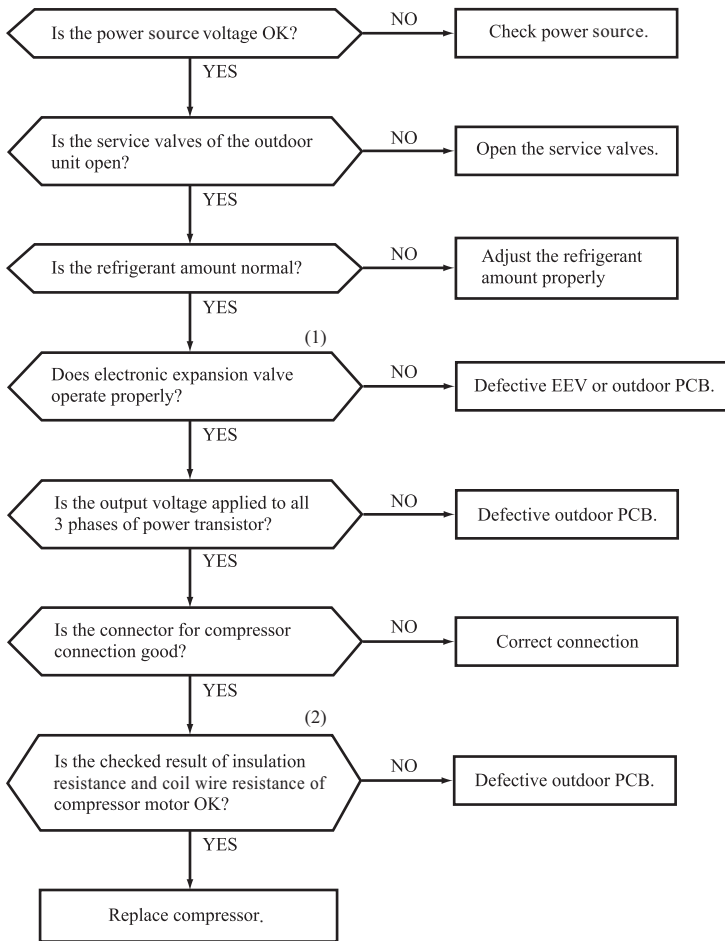 Is the power source voltage OK?
NO
Check power source.
YES
Is the service valves of the outdoor
unit open?
NO
Open the service valves.
YES
Is the refrigerant amount normal?
NO
Adjust the refrigerant
amount properly
YES
(1)
Does electronic expansion valve
operate properly?
NO
Defective EEV or outdoor PCB.
YES
Is the output voltage applied to all
3 phases of power transistor?
NO
Defective outdoor PCB.
YES
Is the connector for compressor
connection good?
NO
Correct connection
YES
(2)
Is the checked result of insulation
resistance and coil wire resistance of
compressor motor OK?
NO
Defective outdoor PCB.
YES
Replace compressor.